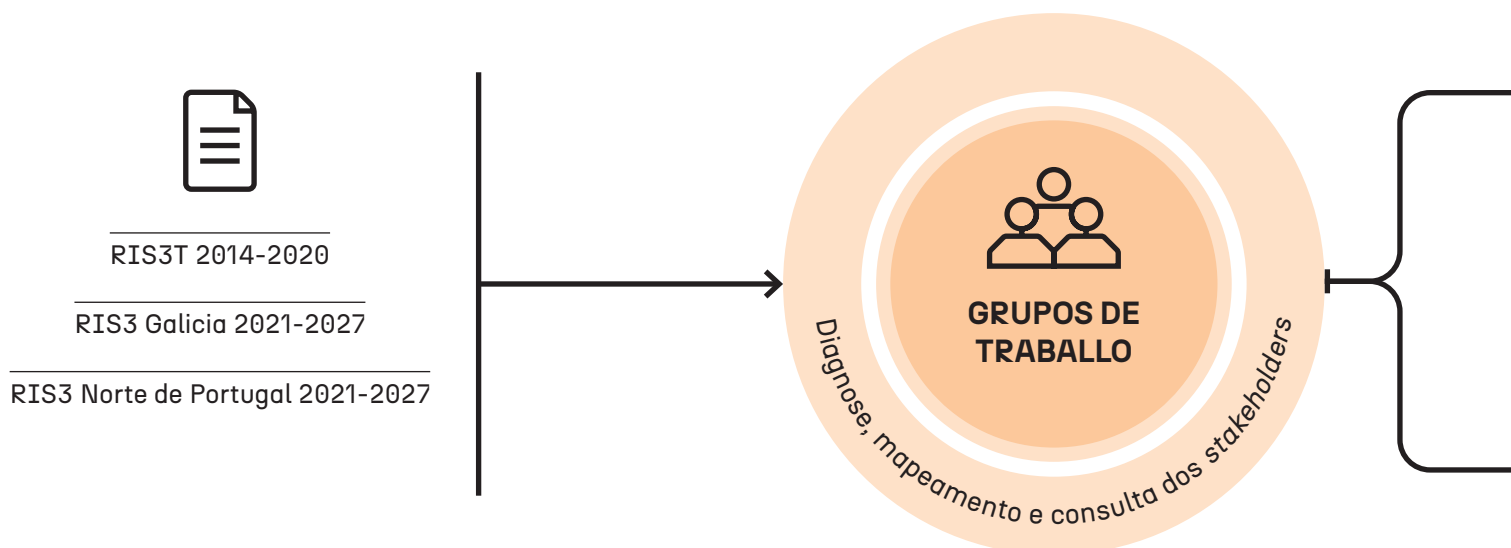 RIS3T 2014-2020
RIS3 Galicia 2021-2027
RIS3 Norte de Portugal 2021-2027
GRUPOS DE
TRABALLO
Diagnose, mapeamento e consulta dos stakeholders